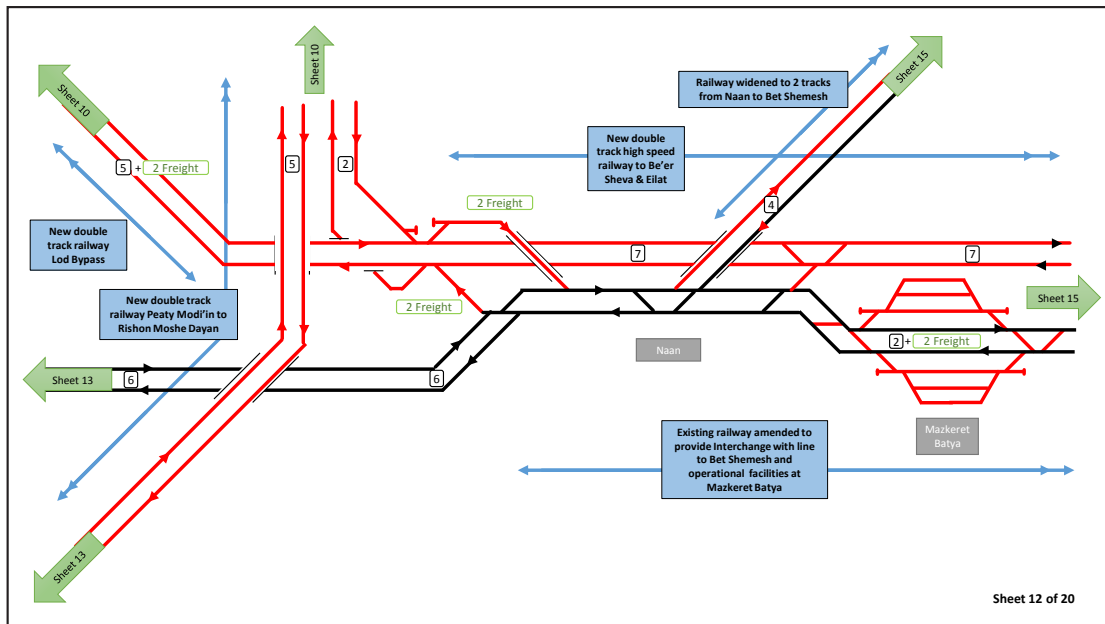 Sheet 10
Sheet 10
Sheet 15
Railway widened to 2 tracks
from Naan to Bet Shemesh
New double
track high speed
railway to Be'er
Sheva & Eilat
5 + 2 Freight
5
2
2 Freight
4
New double
track railway
Lod Bypass
7
7
New double track
railway Peaty Modi'in to
Rishon Moshe Dayan
2 Freight
Sheet 15
Naan
2 + 2 Freight
Sheet 13
6
6
Mazkeret
Batya
Existing railway amended to
provide Interchange with line
to Bet Shemesh and
operational facilities at
Mazkeret Batya
Sheet 13
Sheet 12 of 20